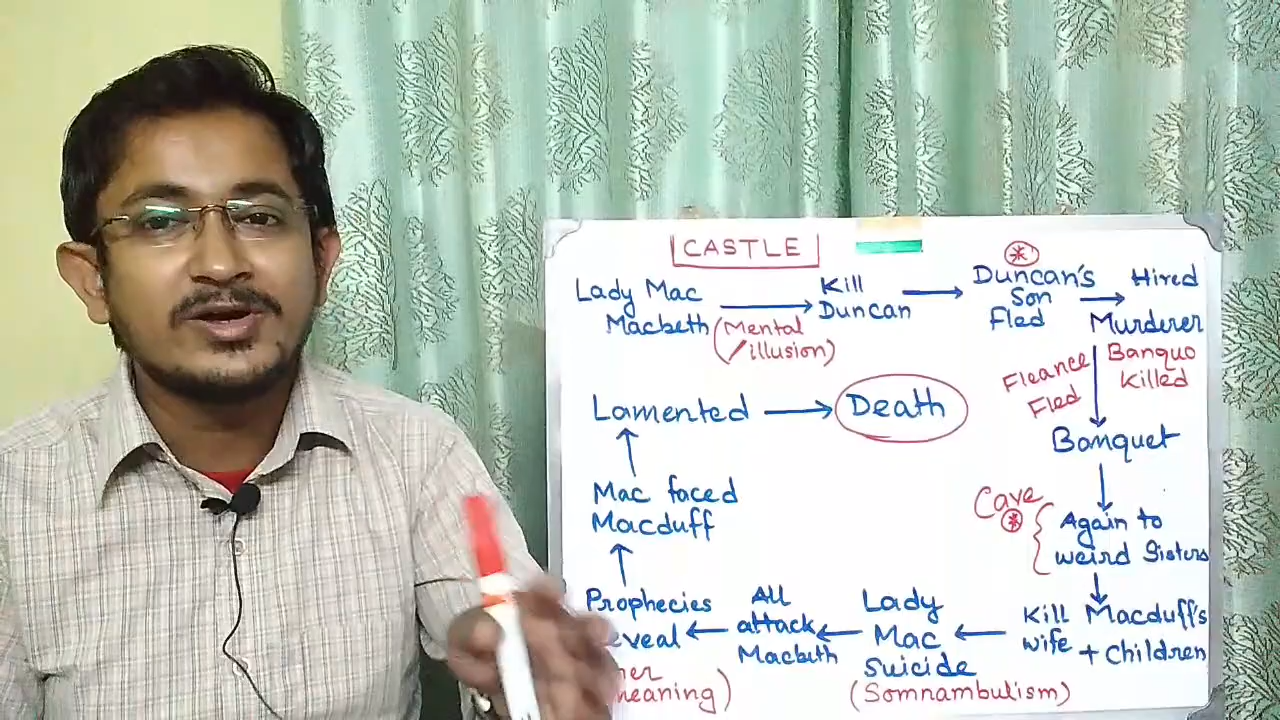 CASTLE
Lady Mac
Macbeth
(Mental
illusion)
Kill
Duncan
Duncan's
Son
Fled
Hired
Murderer
Banquo
Killed
Fleance
Fled
Banquet
Cave
Again to
weird Sisters
Kill Macduff's
wife + children
Lady
Mac
Suicide
(Somnambulism)
All
attack
Macbeth
Prophecies
meaning)
Mac faced
Macduff
Lamented
Death